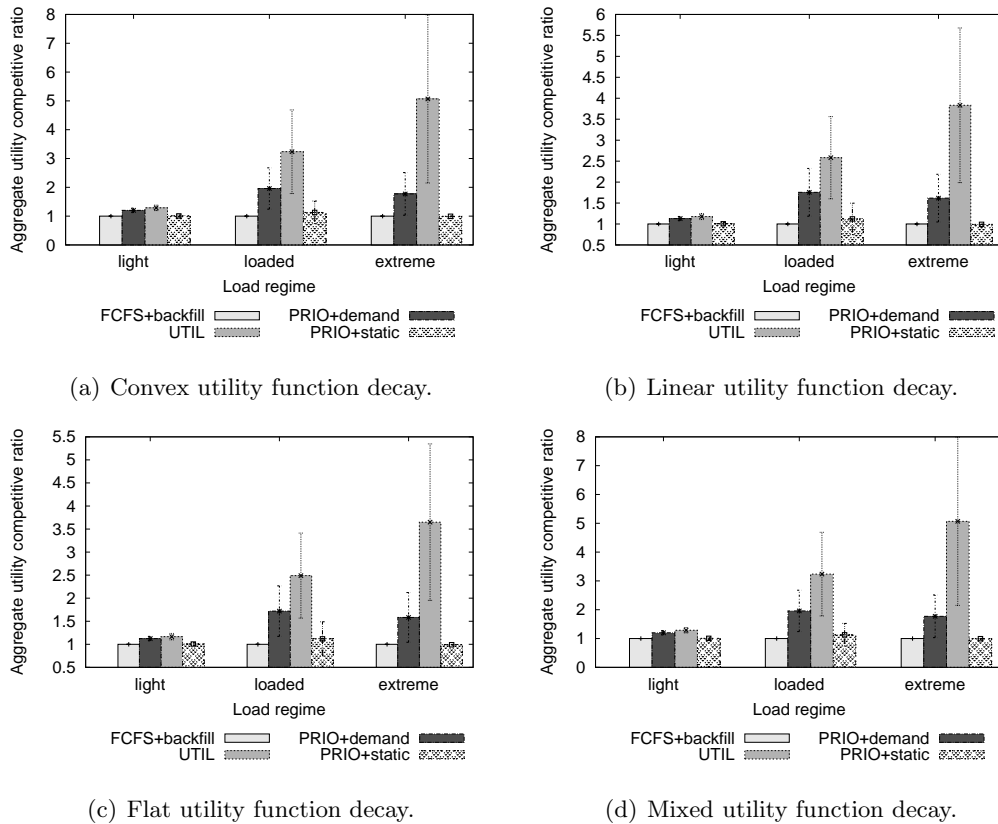 Aggregate utility competitive ratio
8
7
6
5
4
3
2
1
0
light loaded extreme
Load regime
FCFS+backfill PRIO+demand
UTIL PRIO+static
(a) Convex utility function decay.
Aggregate utility competitive ratio
6
5.5
5
4.5
4
3.5
3
2.5
2
1.5
1
0.5
light loaded extreme
Load regime
FCFS+backfill PRIO+demand
UTIL PRIO+static
(b) Linear utility function decay.
Aggregate utility competitive ratio
5.5
5
4.5
4
3.5
3
2.5
2
1.5
1
0.5
light loaded extreme
Load regime
FCFS+backfill PRIO+demand
UTIL PRIO+static
(c) Flat utility function decay.
Aggregate utility competitive ratio
8
7
6
5
4
3
2
1
0
light loaded extreme
Load regime
FCFS+backfill PRIO+demand
UTIL PRIO+static
(d) Mixed utility function decay.